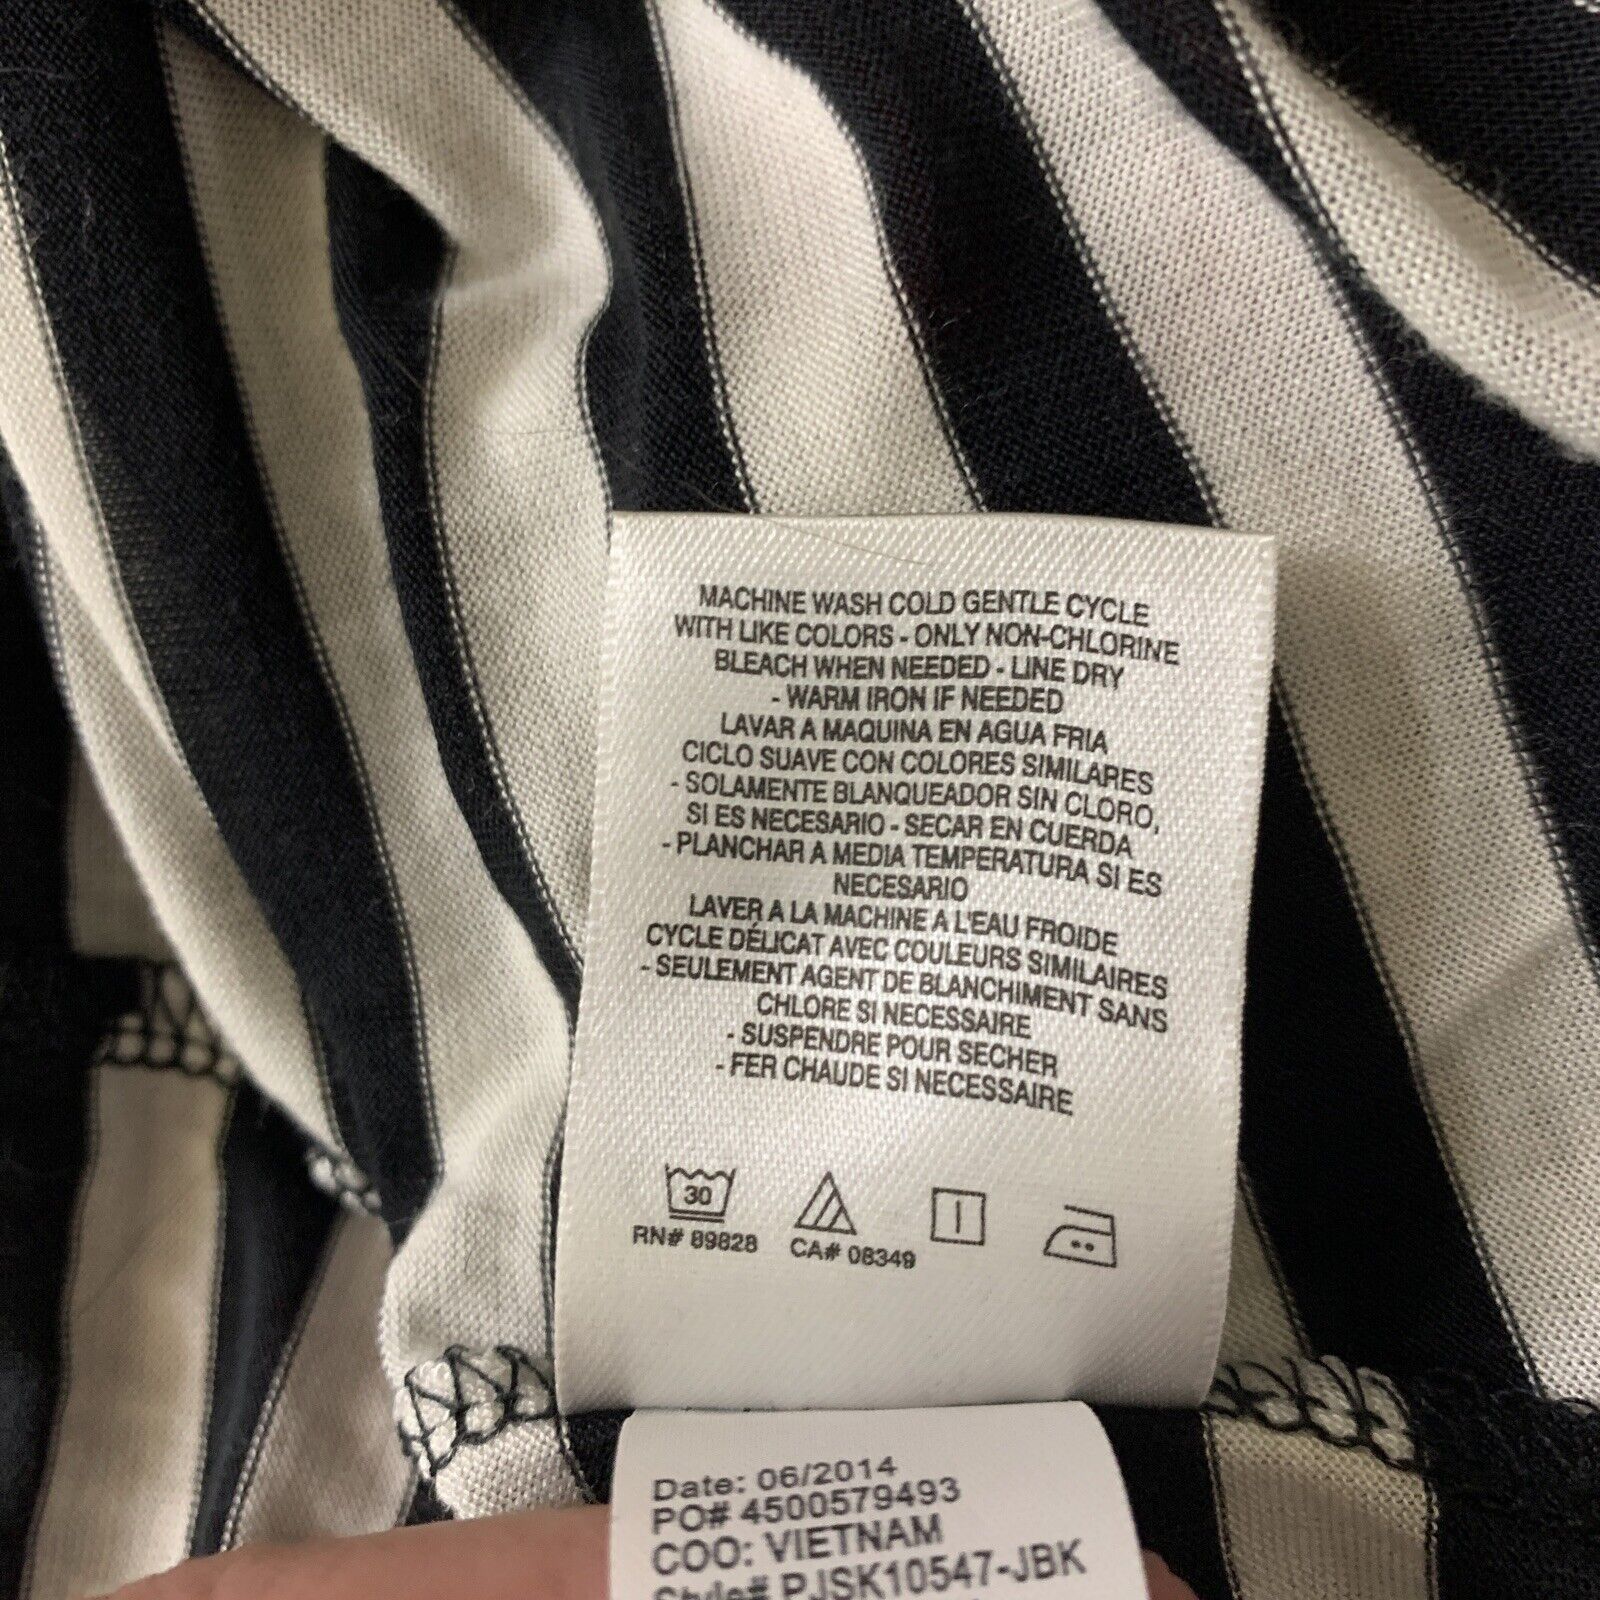 MACHINE WASH COLD GENTLE CYCLE
WITH LIKE COLORS - ONLY NON-CHLORINE
BLEACH WHEN NEEDED - LINE DRY
- WARM IRON IF NEEDED
LAVAR A MAQUINA EN AGUA FRIA
CICLO SUAVE CON COLORES SIMILARES
- SOLAMENTE BLANQUEADOR SIN CLORO,
SI ES NECESARIO - SECAR EN CUERDA
- PLANCHAR A MEDIA TEMPERATURA SI ES
NECESARIO
LAVER A LA MACHINE A L'EAU FROIDE
CYCLE DÉLICAT AVEC COULEURS SIMILAIRES
- SEULEMENT AGENT DE BLANCHIMENT SANS
CHLORE SI NECESSAIRE
- SUSPENDRE POUR SECHER
- FER CHAUDE SI NECESSAIRE
30
RN# 89828 CA# 08349
Date: 06/2014
PO# 4500579493
COO: VIETNAM
Style# PJSK10547-JBK